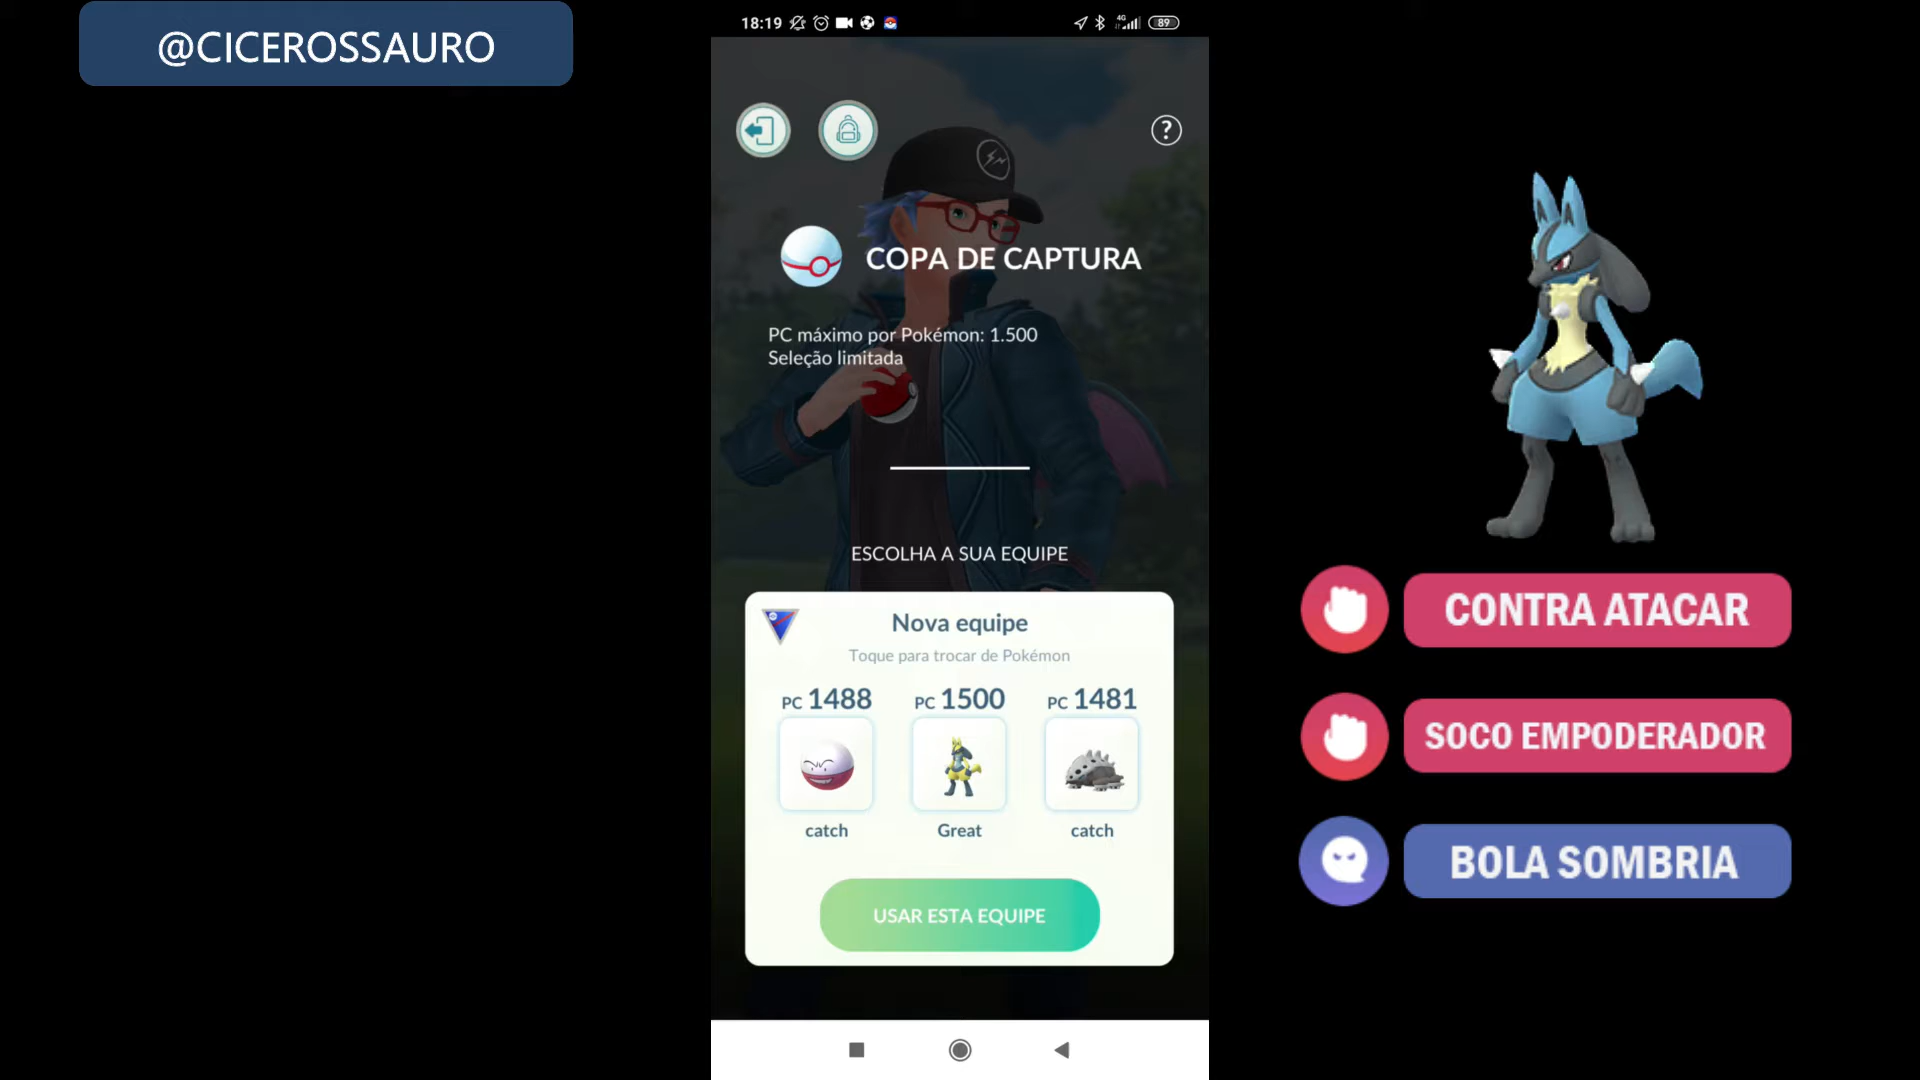 @CICEROSSAURO
18:19
4G
89
?
COPA DE CAPTURA
PC máximo por Pokémon: 1.500
Seleção limitada
ESCOLHA A SUA EQUIPE
Nova equipe
Toque para trocar de Pokémon
PC 1488
PC 1500
PC 1481
catch
Great
catch
USAR ESTA EQUIPE
CONTRA ATACAR
SOCO EMPODERADOR
BOLA SOMBRIA